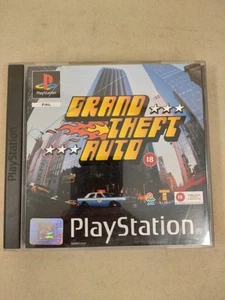 PAL
GRAND
THEFT
AUTO
18
PlayStation
PlayStation